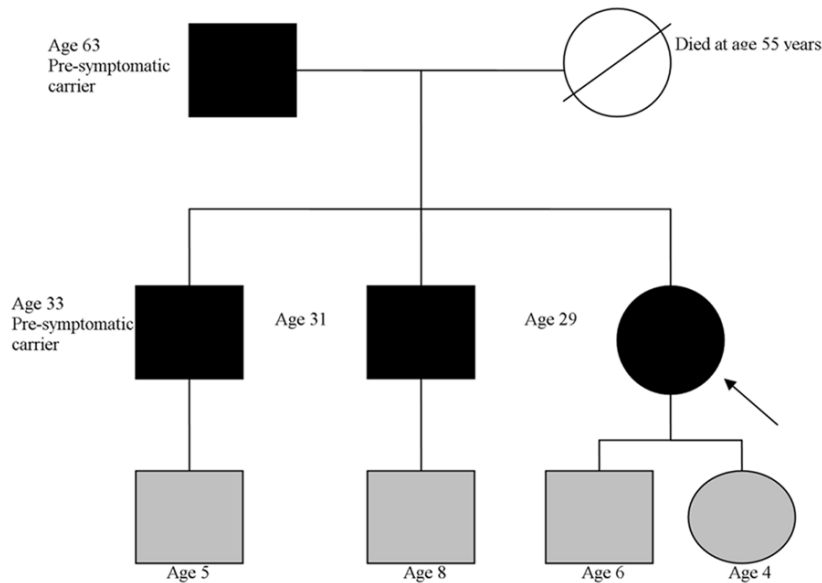 Age 63
Pre-symptomatic
carrier
Died at age 55 years
Age 33
Pre-symptomatic
carrier
Age 31
Age 29
Age 5
Age 8
Age 6
Age 4